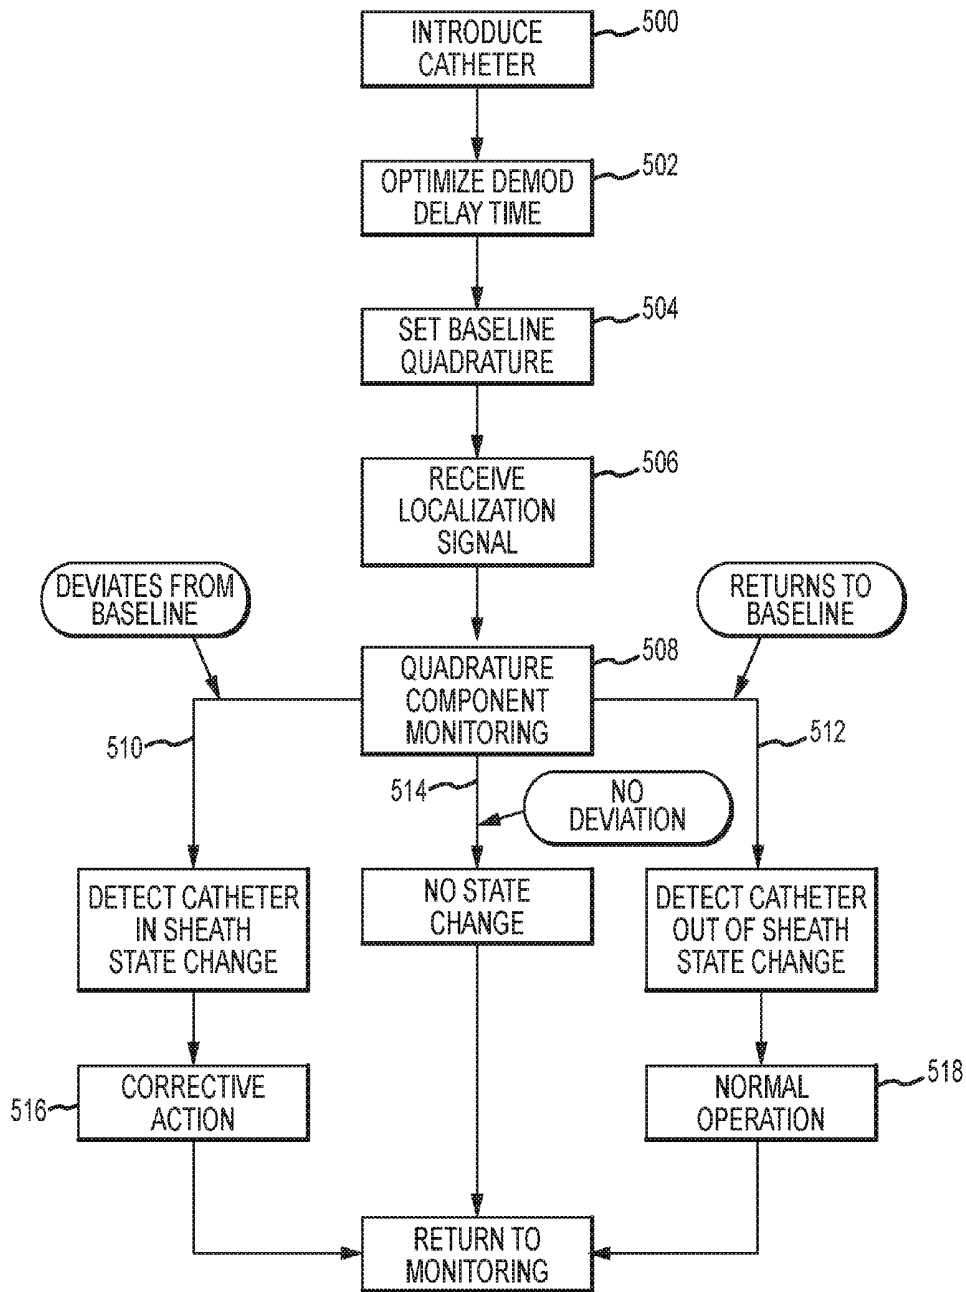 INTRODUCE
CATHETER
500
OPTIMIZE DEMOD
DELAY TIME
502
SET BASELINE
QUADRATURE
504
RECEIVE
LOCALIZATION
SIGNAL
506
DEVIATES FROM
BASELINE
RETURNS TO
BASELINE
QUADRATURE
COMPONENT
MONITORING
508
510
512
514
NO
DEVIATION
DETECT CATHETER
IN SHEATH
STATE CHANGE
NO STATE
CHANGE
DETECT CATHETER
OUT OF SHEATH
STATE CHANGE
516
CORRECTIVE
ACTION
NORMAL
OPERATION
518
RETURN TO
MONITORING